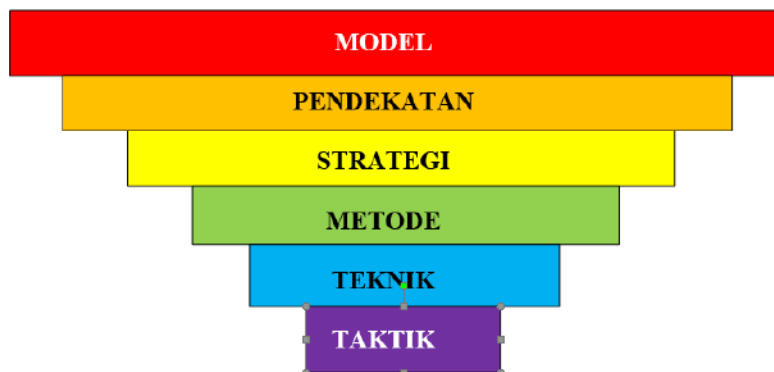 MODEL
PENDEKATAN
STRATEGI
METODE
TEKNIK
TAKTIK